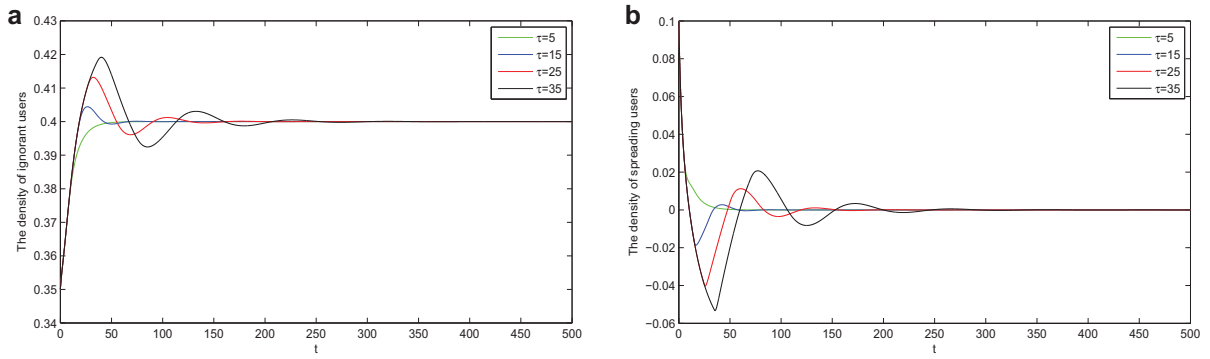 a
The density of ignorant users
0.43
0.42
0.41
0.4
0.39
0.38
0.37
0.36
0.35
0.34
0 50 100 150 200 250 300 350 400 450 500
t
τ=5
τ=15
τ=25
τ=35
b
The density of spreading users
0.1
0.08
0.06
0.04
0.02
0
−0.02
−0.04
−0.06
0 50 100 150 200 250 300 350 400 450 500
t
τ=5
τ=15
τ=25
τ=35